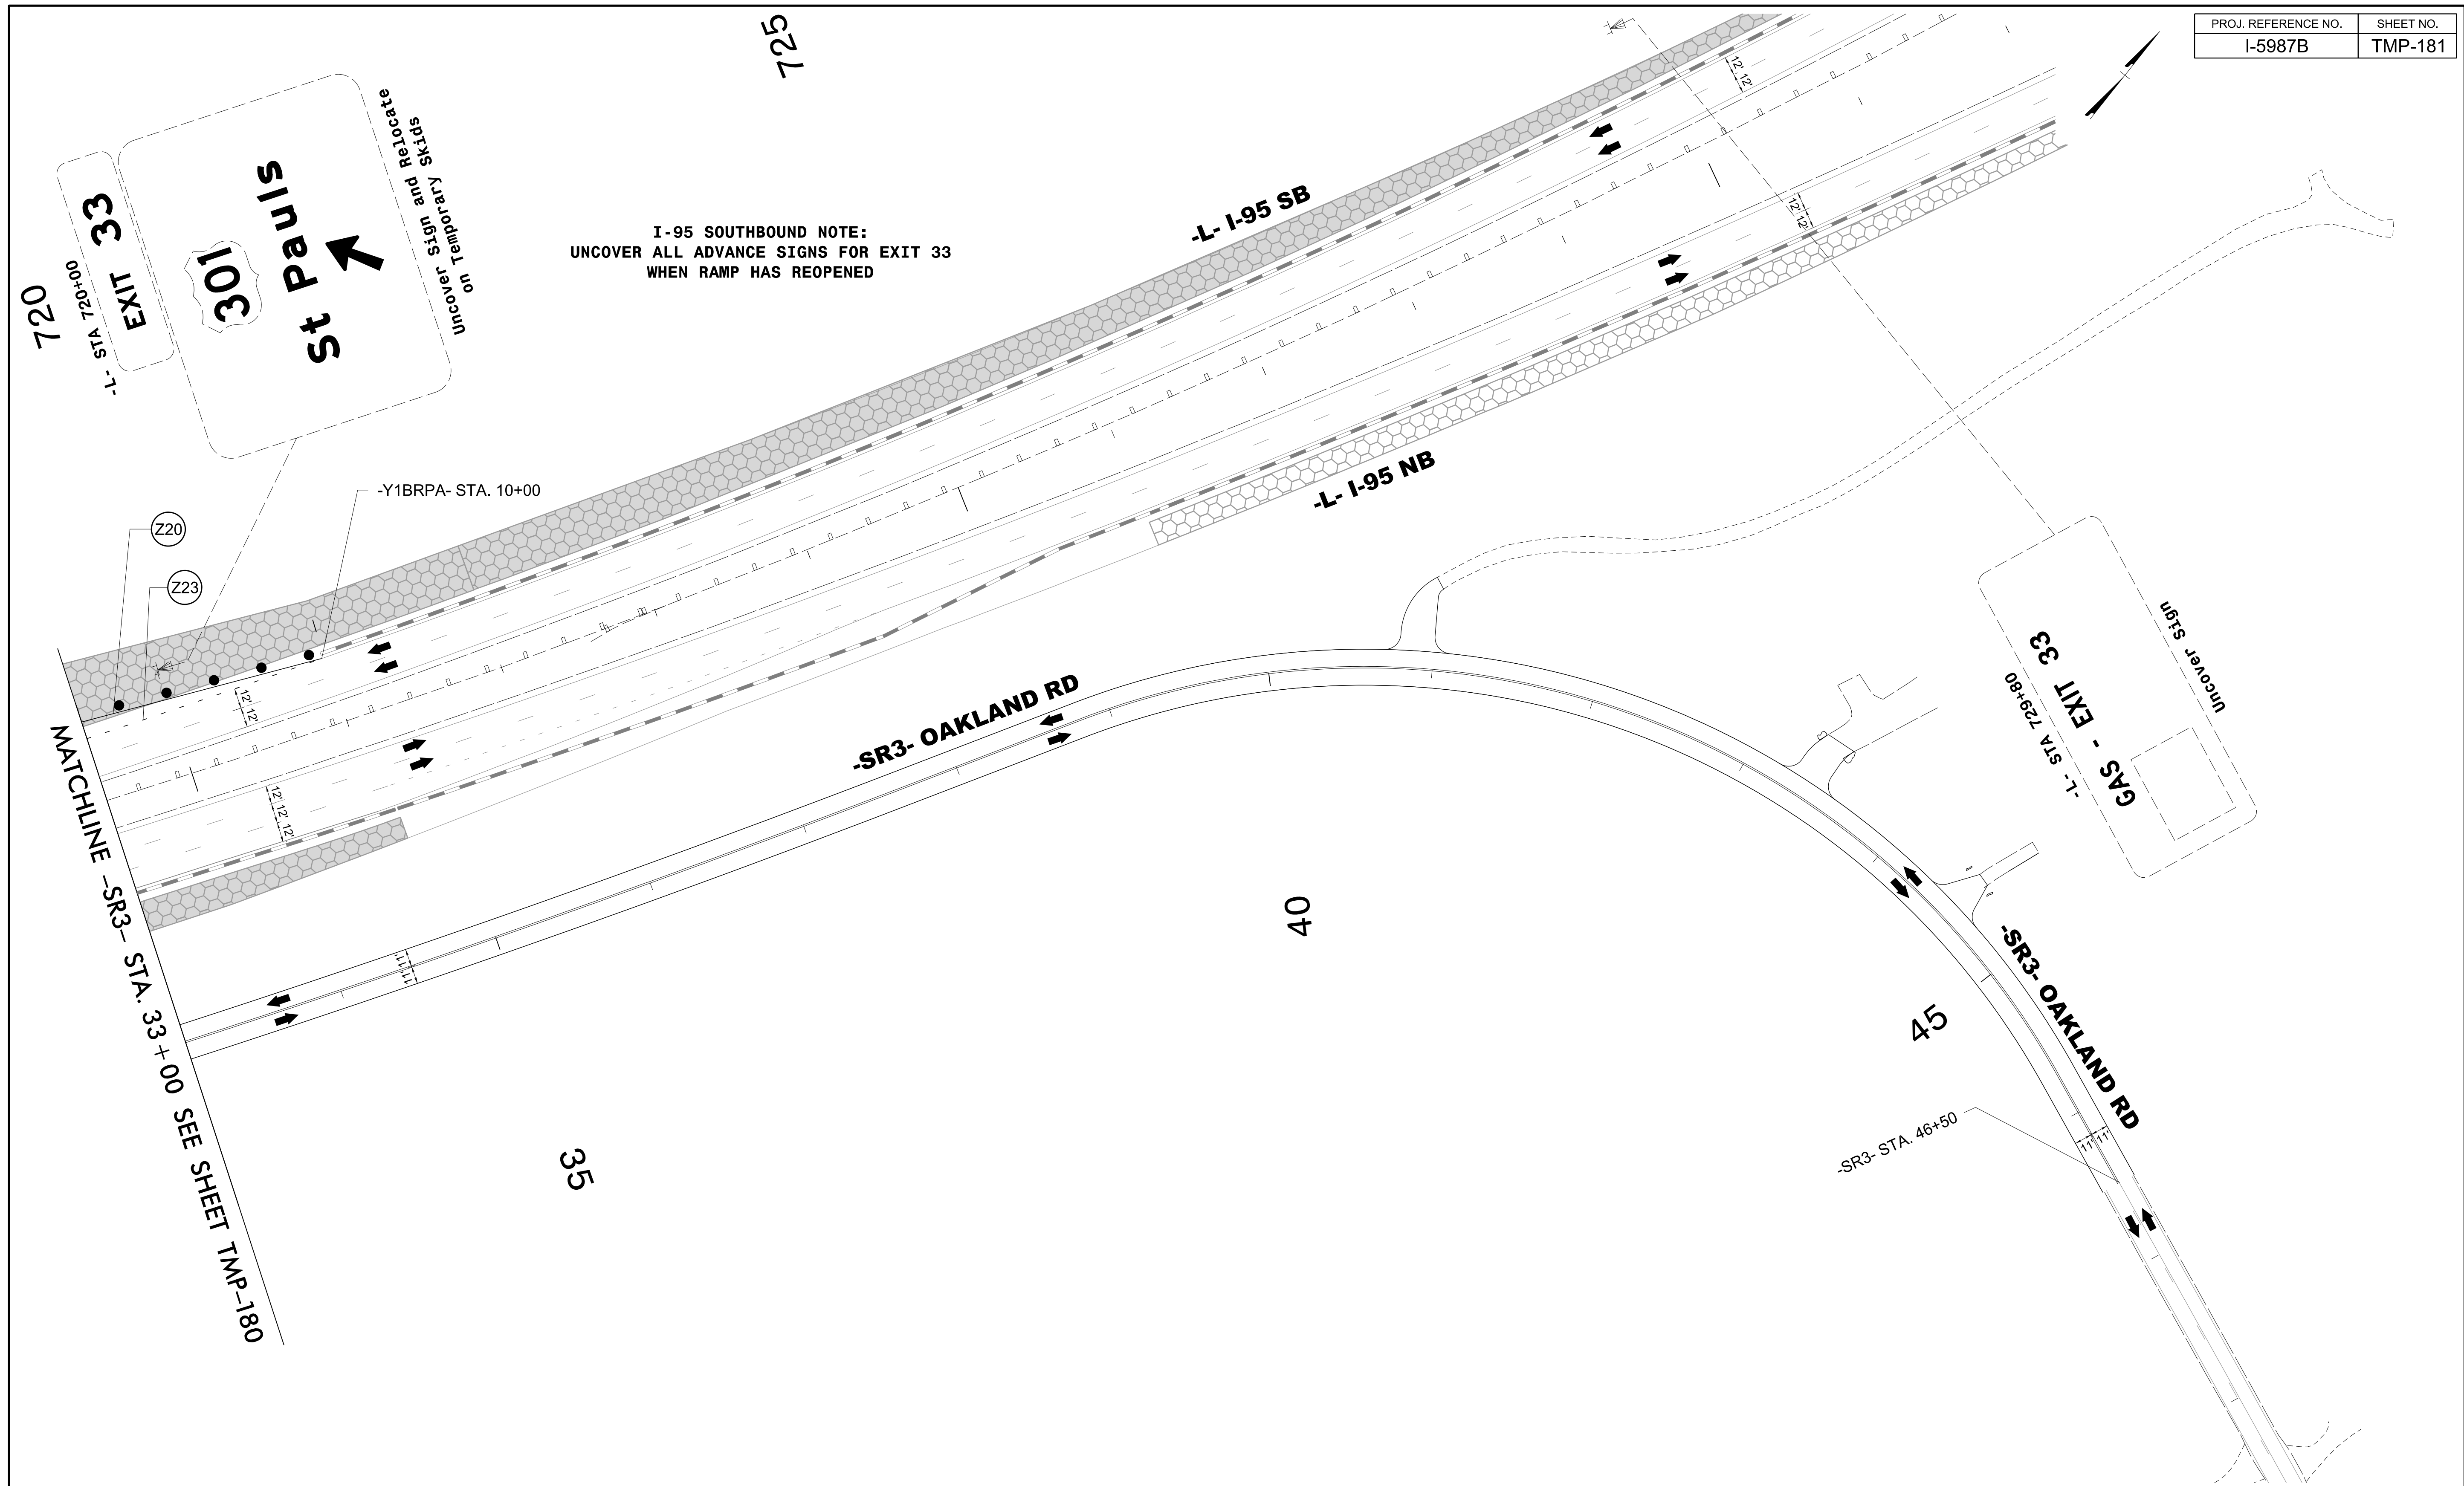 PROJ. REFERENCE NO.
SHEET NO.
I-5987B
TMP-181
720
725
-L- STA 720+00
EXIT 33
301
St Pauls
Uncover Sign and Relocate
on Temporary Skids
I-95 SOUTHBOUND NOTE:
UNCOVER ALL ADVANCE SIGNS FOR EXIT 33
WHEN RAMP HAS REOPENED
-L- I-95 SB
12' 12'
12' 12'
-L- I-95 NB
-Y1BRPA- STA. 10+00
Z20
Z23
12' 12'
12' 12' 12'
-SR3- OAKLAND RD
11' 11'
MATCHLINE -SR3- STA. 33+00 SEE SHEET TMP-180
35
40
45
-L- STA 729+80
GAS - EXIT 33
Uncover Sign
-SR3- OAKLAND RD
11' 11'
-SR3- STA. 46+50